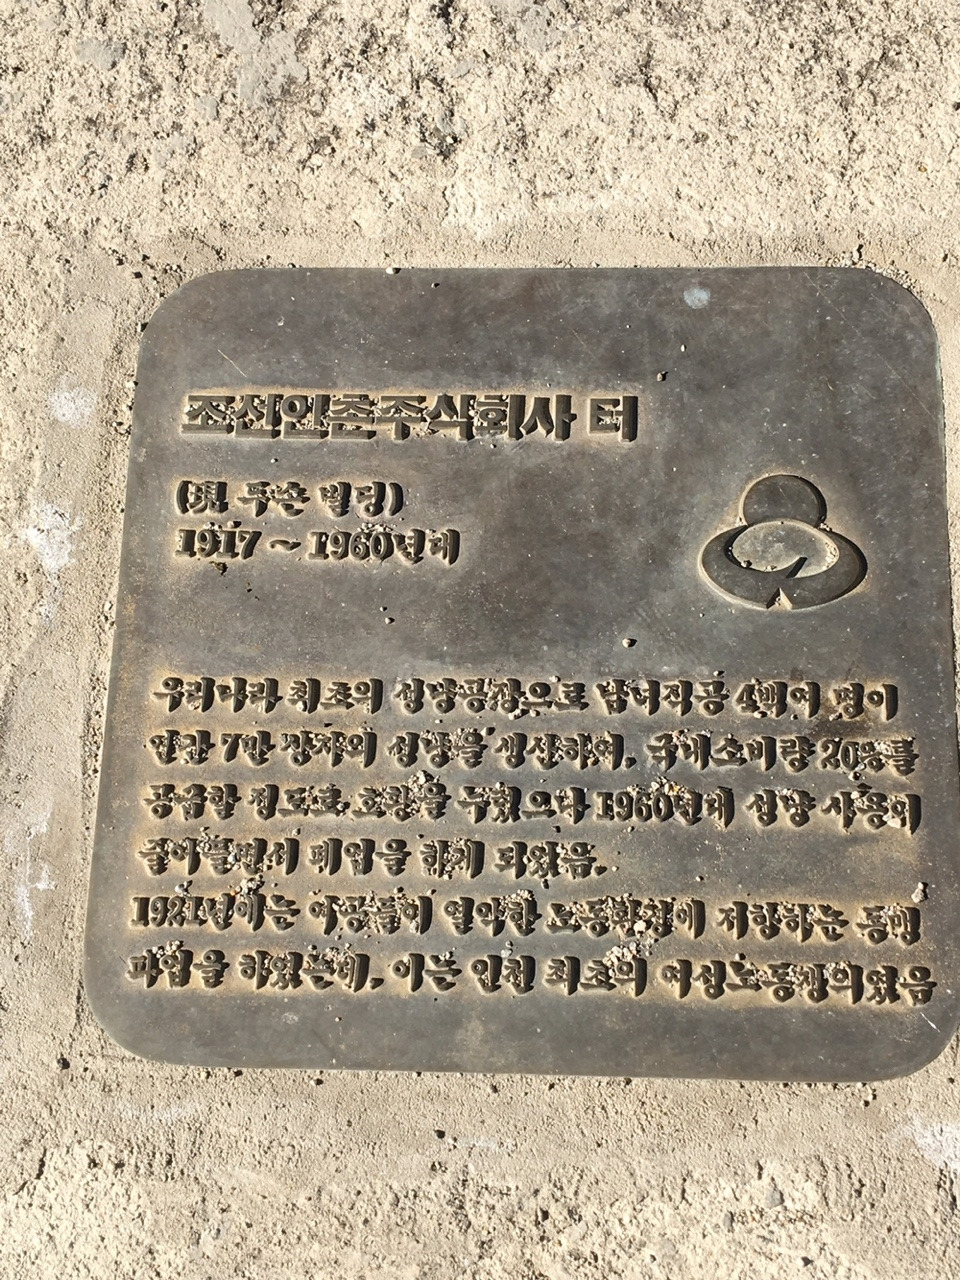 조선인촌주식회사 터
(現 두손 빌딩)
1917 ~ 1960년대
우리나라 최초의 성냥공장으로 남녀직공 4백여 명이
연간 7만 상자의 성냥을 생산하여, 국내소비량 20%를
공급할 정도로 호황을 누렸으나 1960년대 성냥 사용이
줄어들면서 폐업을 하게 되었음.
1921년에는 여공들이 열악한 노동환경에 저항하는 동맹
파업을 하였는데, 이는 인천 최초의 여성노동쟁의였음